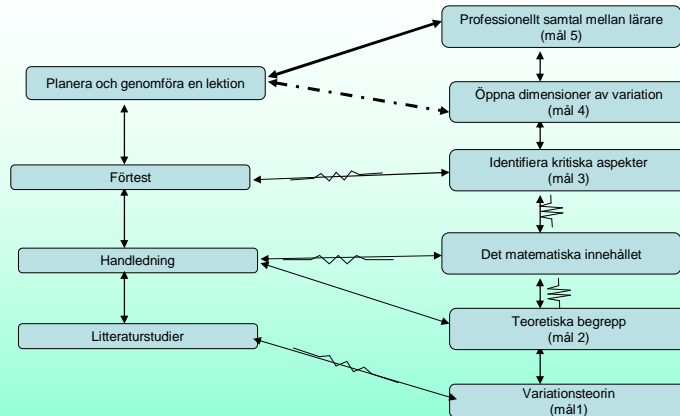 Professionellt samtal mellan lärare
(mål 5)
Planera och genomföra en lektion
Öppna dimensioner av variation
(mål 4)
Identifiera kritiska aspekter
(mål 3)
Förtest
Det matematiska innehållet
Handledning
Teoretiska begrepp
(mål 2)
Litteraturstudier
Variationsteorin
(mål1)